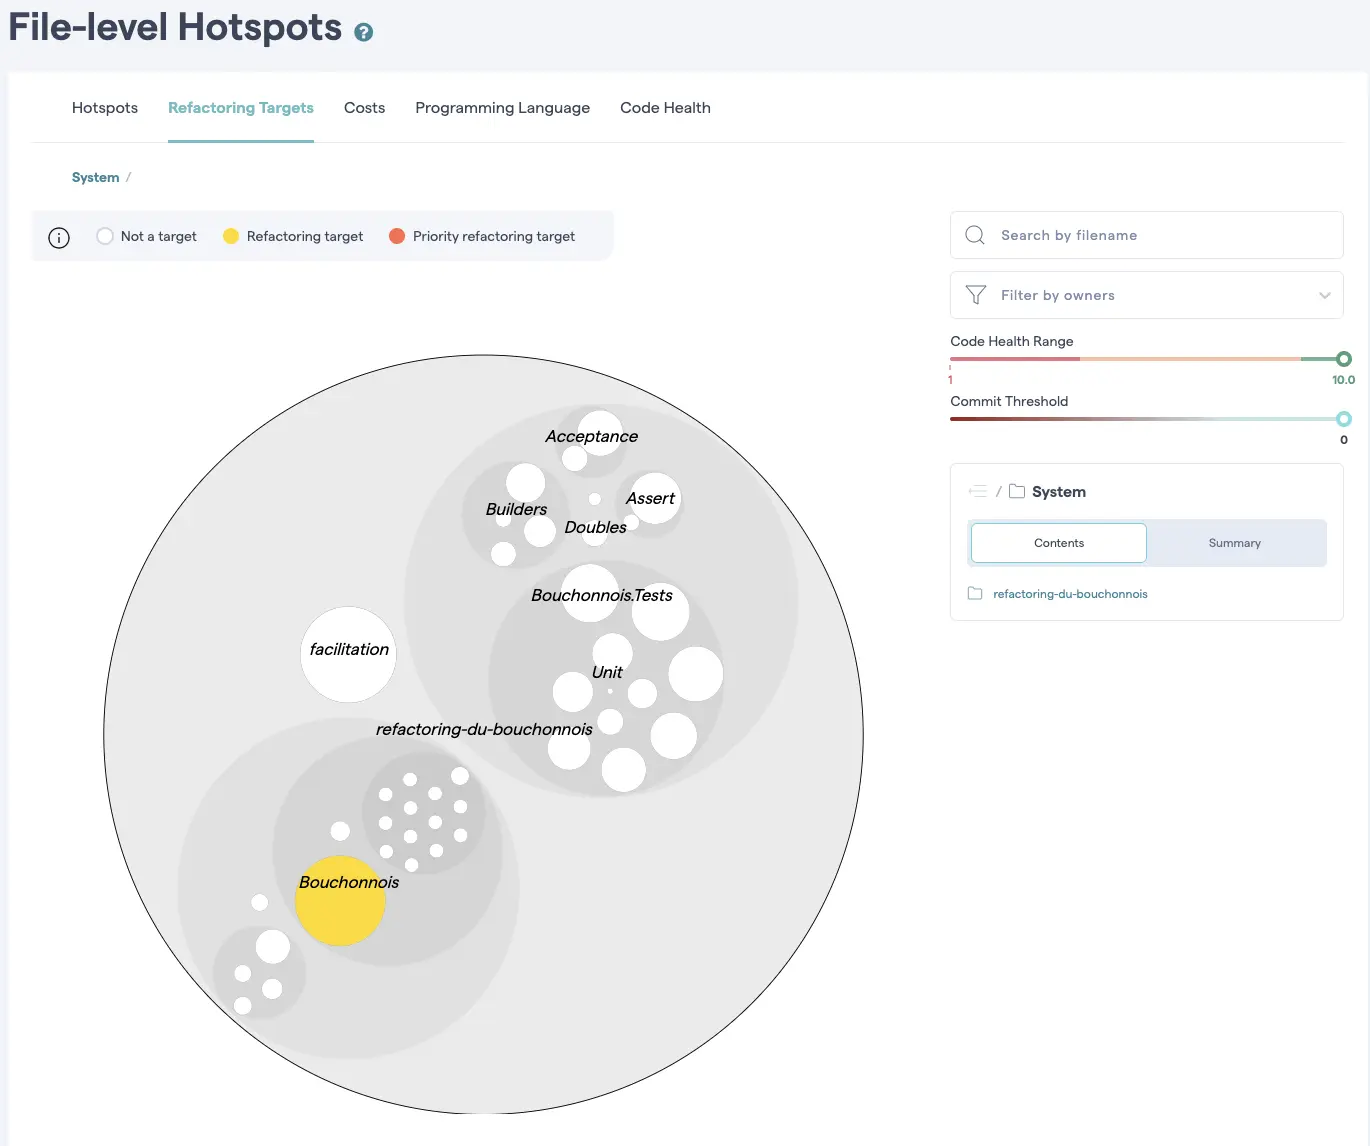 File-level Hotspots ?
Hotspots Refactoring Targets Costs Programming Language Code Health
System /
Not a target Refactoring target Priority refactoring target
Search by filename
Filter by owners
Code Health Range
1 10.0
Commit Threshold
0
/ System
Contents Summary
refactoring-du-bouchonnois
Acceptance
Assert
Builders
Doubles
Bouchonnois.Tests
facilitation
Unit
refactoring-du-bouchonnois
Bouchonnois